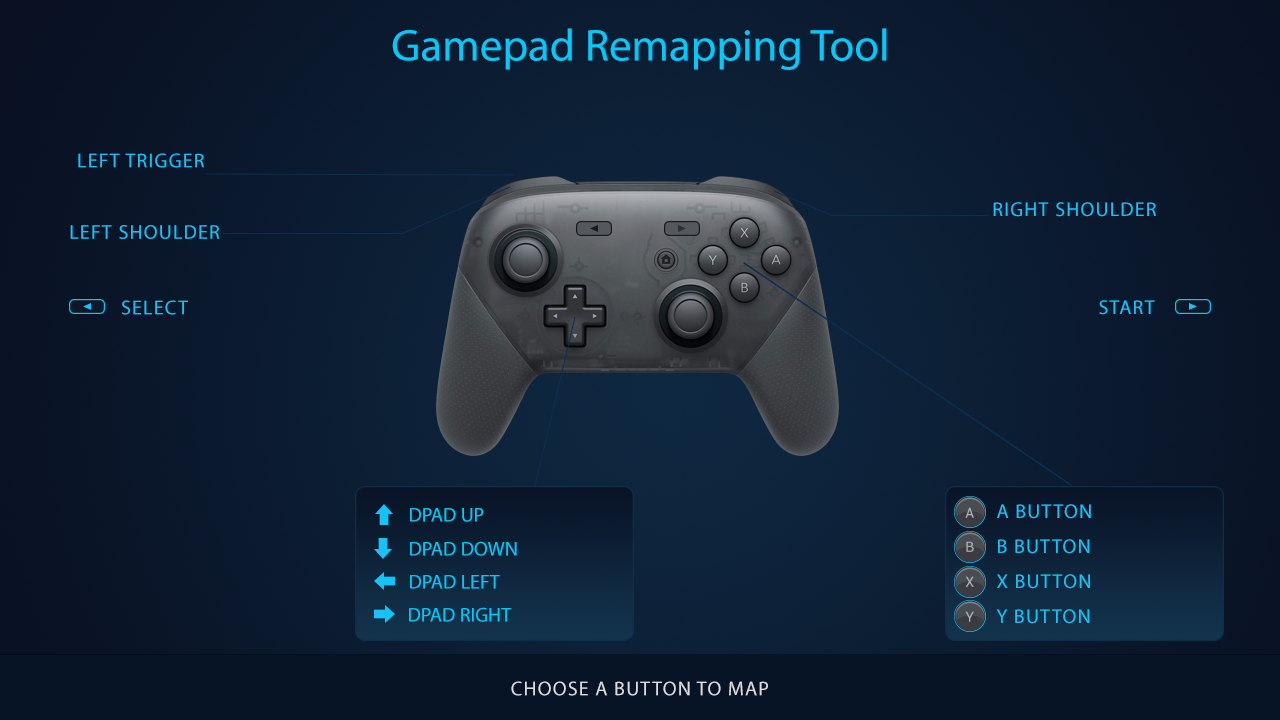 Gamepad Remapping Tool
LEFT TRIGGER
RIGHT SHOULDER
LEFT SHOULDER
SELECT
START
X
Y
A
B
DPAD UP
DPAD DOWN
DPAD LEFT
DPAD RIGHT
A A BUTTON
B B BUTTON
X X BUTTON
Y Y BUTTON
CHOOSE A BUTTON TO MAP